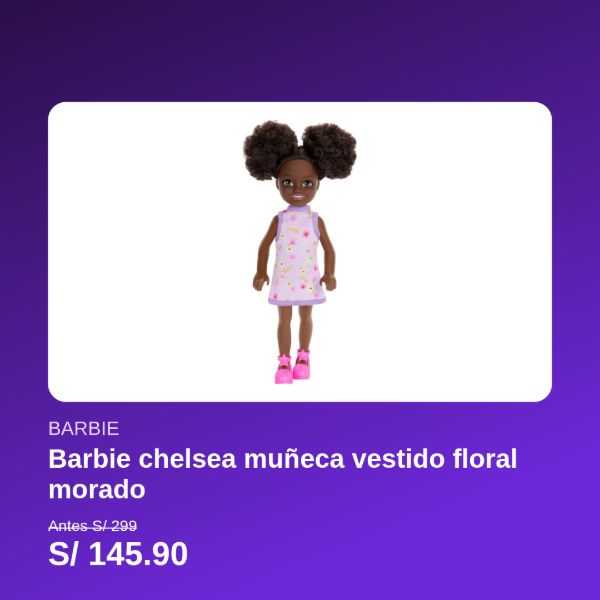 BARBIE
Barbie chelsea muñeca vestido floral
morado
Antes S/ 299
S/ 145.90